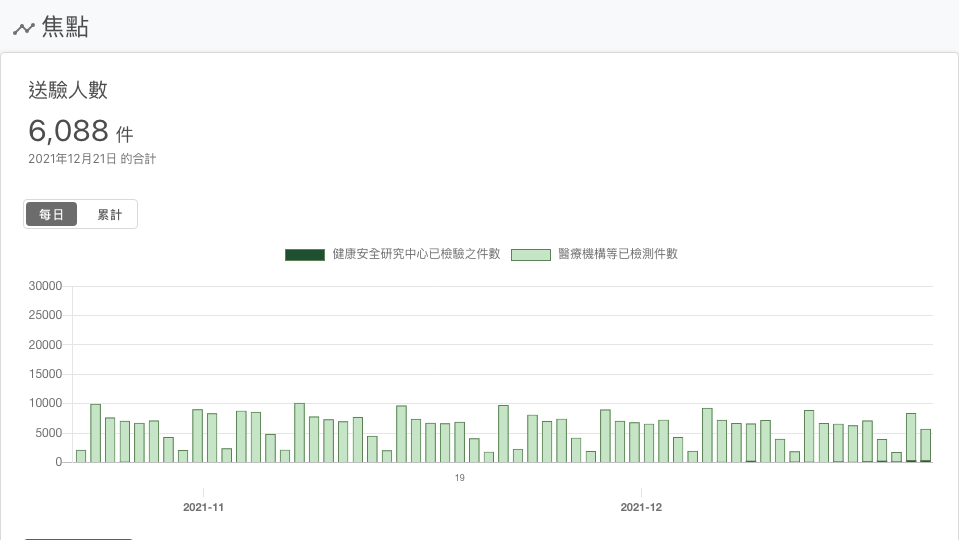 焦點
送驗人數
6,088 件
2021年12月21日 的合計
每日 累計
健康安全研究中心已檢驗之件數 醫療機構等已檢測件數
30000
25000
20000
15000
10000
5000
0
19
2021-11 2021-12